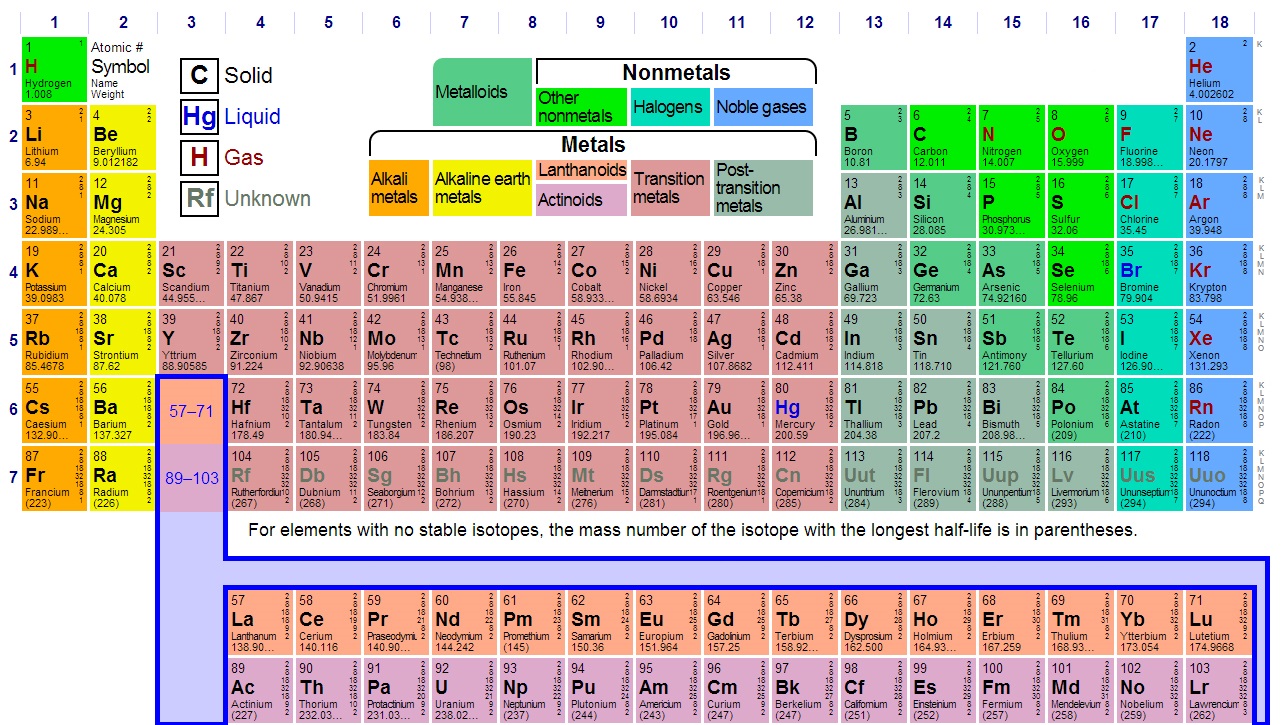 1 2 3 4 5 6 7 8 9 10 11 12 13 14 15 16 17 18
1
1
H
Hydrogen
1.008
Atomic #
Symbol
Name
Weight
C Solid
Hg Liquid
H Gas
Rf Unknown
Metalloids
Nonmetals
Other
nonmetals
Halogens
Noble gases
Metals
Alkali
metals
Alkaline earth
metals
Lanthanoids
Actinoids
Transition
metals
Post-
transition
metals
2
He
Helium
4.002602
K
2
3 4 5 6 7 8 9 10
Li Be B C N O F Ne
Lithium Beryllium Boron Carbon Nitrogen Oxygen Fluorine Neon
6.94 9.012182 10.81 12.011 14.007 15.999 18.998... 20.1797
K
L
3
11 12 13 14 15 16 17 18
Na Mg Al Si P S Cl Ar
Sodium Magnesium Aluminium Silicon Phosphorus Sulfur Chlorine Argon
22.989... 24.305 26.981... 28.085 30.973... 32.06 35.45 39.948
K
L
M
4
19 20 21 22 23 24 25 26 27 28 29 30 31 32 33 34 35 36
K Ca Sc Ti V Cr Mn Fe Co Ni Cu Zn Ga Ge As Se Br Kr
Potassium Calcium Scandium Titanium Vanadium Chromium Manganese Iron Cobalt Nickel Copper Zinc Gallium Germanium Arsenic Selenium Bromine Krypton
39.0983 40.078 44.955... 47.867 50.9415 51.9961 54.938... 55.845 58.933... 58.6934 63.546 65.38 69.723 72.63 74.92160 78.96 79.904 83.798
K
L
M
N
5
37 38 39 40 41 42 43 44 45 46 47 48 49 50 51 52 53 54
Rb Sr Y Zr Nb Mo Tc Ru Rh Pd Ag Cd In Sn Sb Te I Xe
Rubidium Strontium Yttrium Zirconium Niobium Molybdenum Technetium Ruthenium Rhodium Palladium Silver Cadmium Indium Tin Antimony Tellurium Iodine Xenon
85.4678 87.62 88.90585 91.224 92.90638 95.96 (98) 101.07 102.90... 106.42 107.8682 112.411 114.818 118.710 121.760 127.60 126.90... 131.293
K
L
M
N
O
6
55 56 57–71 72 73 74 75 76 77 78 79 80 81 82 83 84 85 86
Cs Ba Hf Ta W Re Os Ir Pt Au Hg Tl Pb Bi Po At Rn
Caesium Barium Hafnium Tantalum Tungsten Rhenium Osmium Iridium Platinum Gold Mercury Thallium Lead Bismuth Polonium Astatine Radon
132.90... 137.327 178.49 180.94... 183.84 186.207 190.23 192.217 195.084 196.96... 200.59 204.38 207.2 208.98... (209) (210) (222)
K
L
M
N
O
P
7
87 88 89–103 104 105 106 107 108 109 110 111 112 113 114 115 116 117 118
Fr Ra Rf Db Sg Bh Hs Mt Ds Rg Cn Uut Fl Uup Lv Uus Uuo
Francium Radium Rutherfordiu Dubnium Seaborgium Bohrium Hassium Meitnerium Darmstadtiu Roentgenium Copernicium Ununtrium Flerovium Ununpentium Livermorium Ununseptium Ununoctium
(223) (226) (267) (268) (271) (272) (270) (276) (281) (280) (285) (284) (289) (288) (293) (294) (294)
K
L
M
N
O
P
Q
For elements with no stable isotopes, the mass number of the isotope with the longest half-life is in parentheses.
57 58 59 60 61 62 63 64 65 66 67 68 69 70 71
La Ce Pr Nd Pm Sm Eu Gd Tb Dy Ho Er Tm Yb Lu
Lanthanum Cerium Praseodymiu Neodymium Promethium Samarium Europium Gadolinium Terbium Dysprosium Holmium Erbium Thulium Ytterbium Lutetium
138.90... 140.116 140.90... 144.242 (145) 150.36 151.964 157.25 158.92... 162.500 164.93... 167.259 168.93... 173.054 174.9668
89 90 91 92 93 94 95 96 97 98 99 100 101 102 103
Ac Th Pa U Np Pu Am Cm Bk Cf Es Fm Md No Lr
Actinium Thorium Protactinium Uranium Neptunium Plutonium Americium Curium Berkelium Californium Einsteinium Fermium Mendelevium Nobelium Lawrencium
(227) 232.03... 231.03... 238.02... (237) (244) (243) (247) (247) (251) (252) (257) (258) (259) (262)